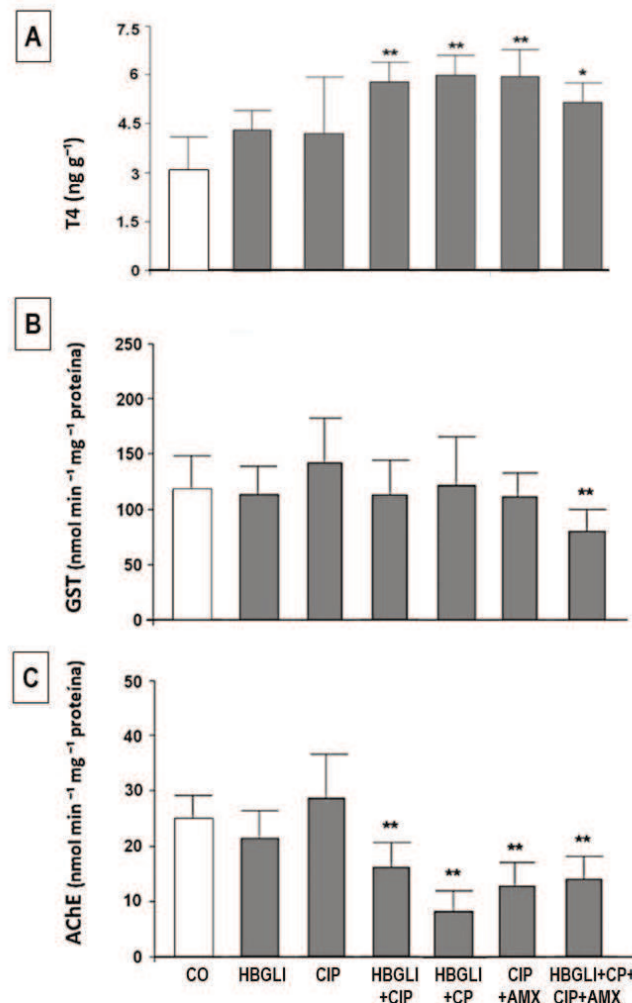 A
7.5
6
4.5
3
1.5
0
T4 (ng g⁻¹)
** ** ** *
B
250
200
150
100
50
0
GST (nmol min ⁻¹ mg ⁻¹ proteína)
**
C
50
40
30
20
10
0
AChE (nmol min ⁻¹ mg ⁻¹ proteína)
** ** ** **
CO HBGLI CIP HBGLI HBGLI CIP HBGLI+CP+
+CIP +CP +AMX CIP+AMX